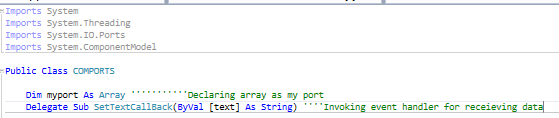 Imports System
Imports System.Threading
Imports System.IO.Ports
Imports System.ComponentModel
Public Class COMPORTS
Dim myport As Array '''''''''''Declaring array as my port
Delegate Sub SetTextCallBack(ByVal [text] As String) ''''Invoking event handler for receieving data